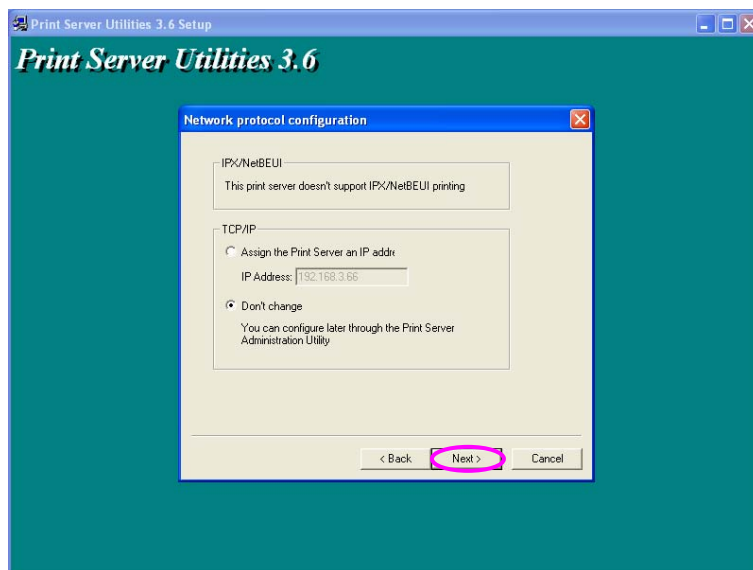 Print Server Utilities 3.6 Setup
Print Server Utilities 3.6
Network protocol configuration
IPX/NetBEUI
This print server doesn't support IPX/NetBEUI printing
TCP/IP
Assign the Print Server an IP addre
IP Address: 192.168.3.66
Don't change
You can configure later through the Print Server
Administration Utility
< Back Next > Cancel